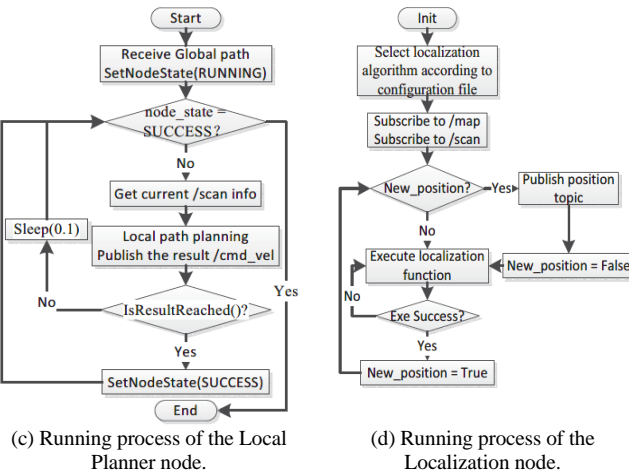 Start
Receive Global path
SetNodeState(RUNNING)
node_state =
SUCCESS?
No
Get current /scan info
Sleep(0.1)
Local path planning
Publish the result /cmd_vel
Yes
No
IsResultReached()?
Yes
SetNodeState(SUCCESS)
End
(c) Running process of the Local
Planner node.
Init
Select localization
algorithm according to
configuration file
Subscribe to /map
Subscribe to /scan
New_position?
Yes
Publish position
topic
No
Execute localization
function
New_position = False
No
Exe Success?
Yes
New_position = True
(d) Running process of the
Localization node.